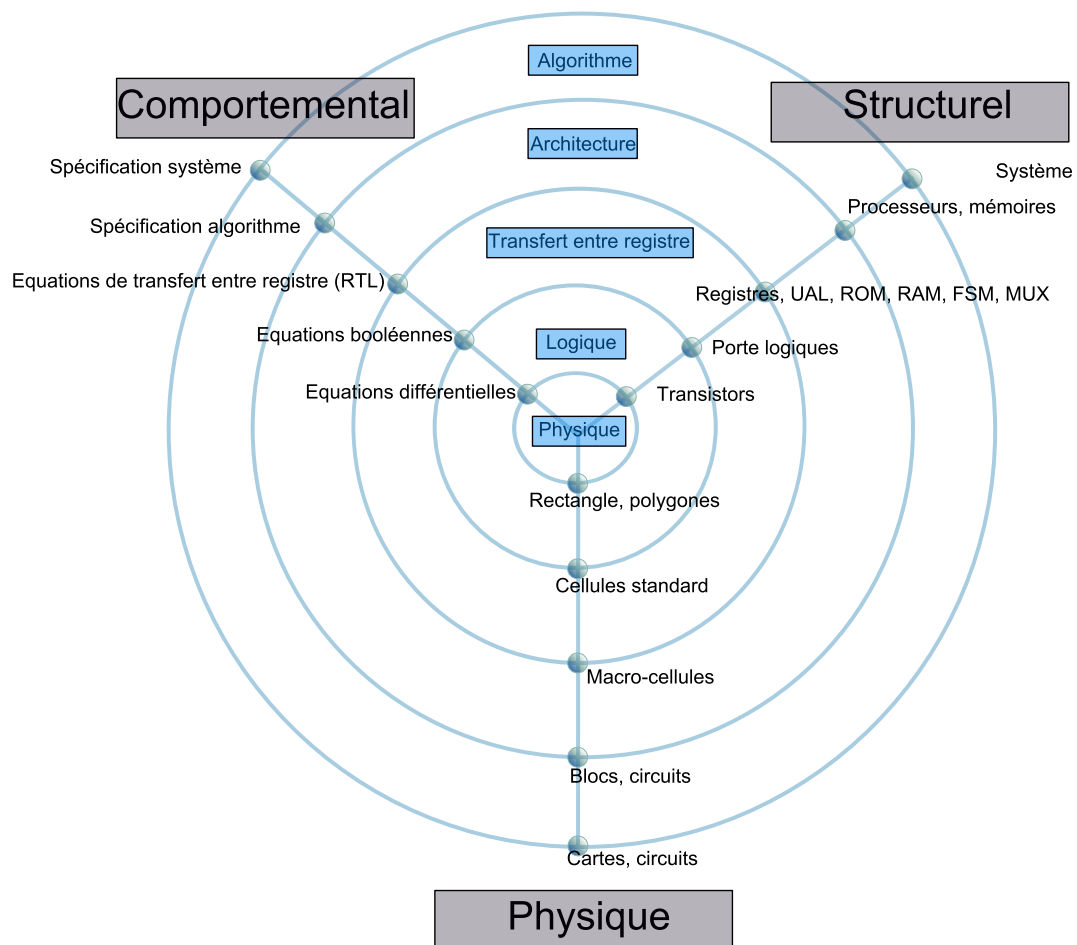 Algorithme
Comportemental
Structurel
Architecture
Spécification système
Système
Processeurs, mémoires
Spécification algorithme
Transfert entre registre
Equations de transfert entre registre (RTL)
Registres, UAL, ROM, RAM, FSM, MUX
Equations booléennes
Logique
Porte logiques
Equations différentielles
Transistors
Physique
Rectangle, polygones
Cellules standard
Macro-cellules
Blocs, circuits
Cartes, circuits
Physique